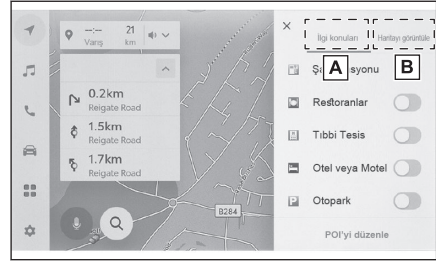 --:-- 21
Varış km
0.2km
Reigate Road
1.5km
Reigate Road
1.7km
Reigate Road
B284
İlgi konuları
Haritayı görüntüle
A
B
syonu
Restoranlar
Tıbbi Tesis
Otel veya Motel
Otopark
P
POI'yi düzenle